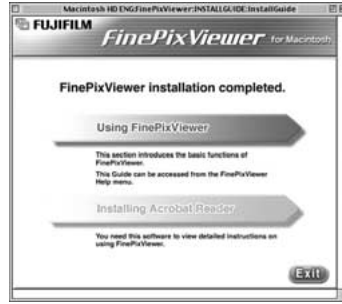 Macintosh HD ENG:FinePixViewer:INSTALLGUIDE:InstallGuide
FUJIFILM
FinePixViewer for Macintosh
FinePixViewer installation completed.
Using FinePixViewer
This section introduces the basic functions of
FinePixViewer.
This Guide can be accessed from the FinePixViewer
Help menu.
Installing Acrobat Reader
You need this software to view detailed instructions on
using FinePixViewer.
Exit